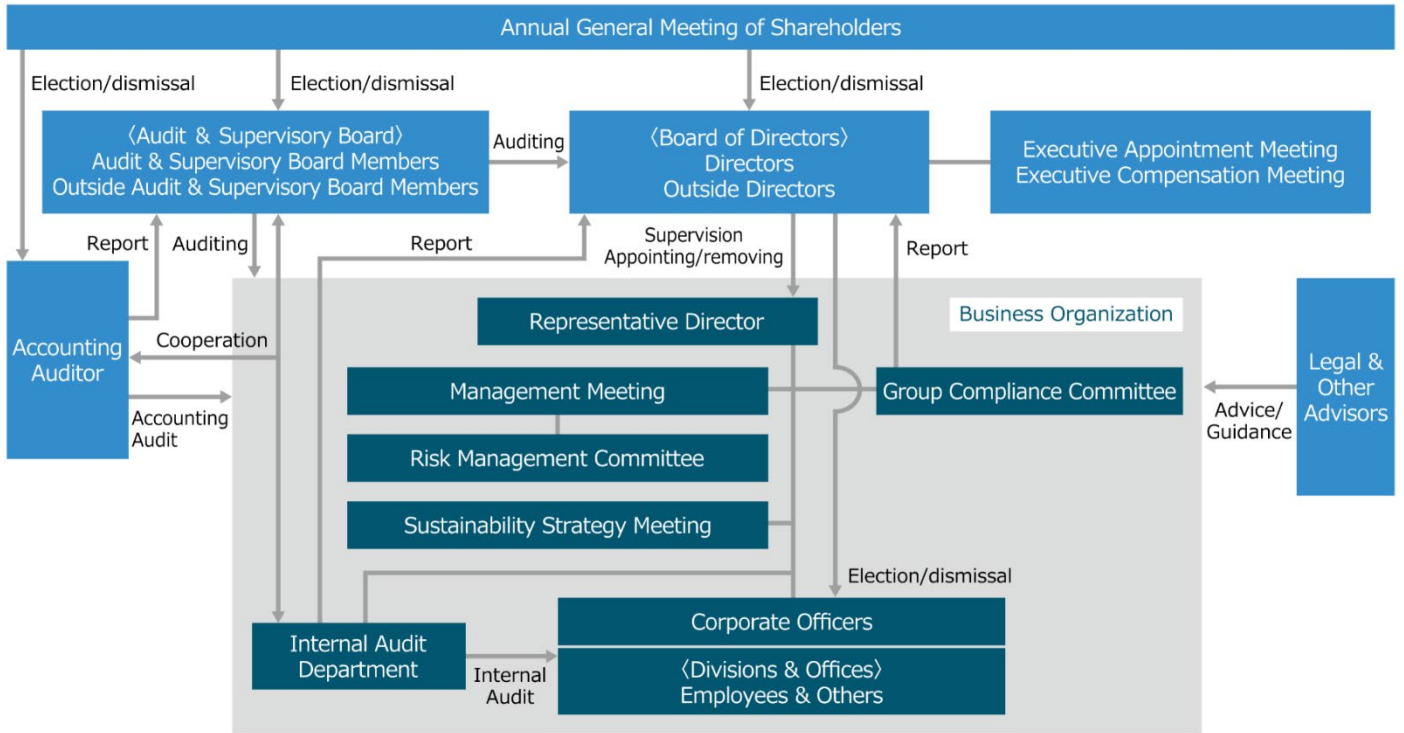 Annual General Meeting of Shareholders
Election/dismissal
Election/dismissal
Election/dismissal
〈Audit & Supervisory Board〉
Audit & Supervisory Board Members
Outside Audit & Supervisory Board Members
Auditing
〈Board of Directors〉
Directors
Outside Directors
Executive Appointment Meeting
Executive Compensation Meeting
Report
Auditing
Report
Supervision
Appointing/removing
Report
Accounting
Auditor
Cooperation
Accounting
Audit
Business Organization
Representative Director
Management Meeting
Group Compliance Committee
Risk Management Committee
Sustainability Strategy Meeting
Advice/
Guidance
Legal &
Other
Advisors
Election/dismissal
Internal Audit
Department
Internal
Audit
Corporate Officers
〈Divisions & Offices〉
Employees & Others